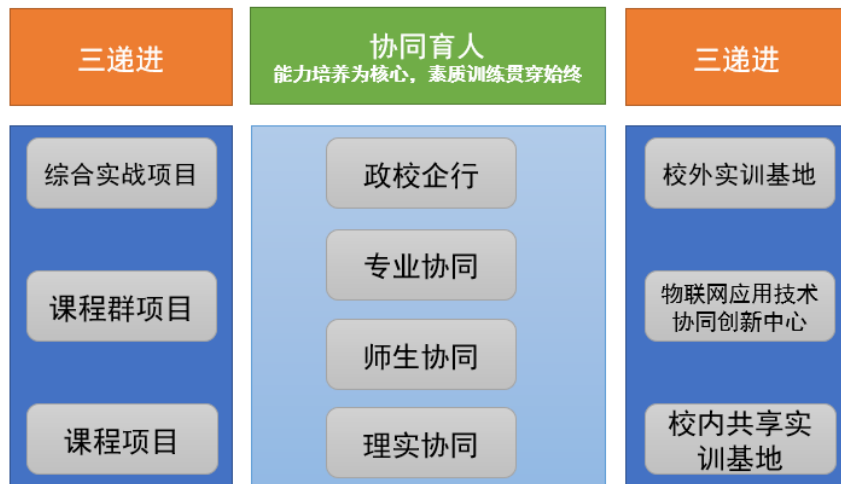 三递进
综合实战项目
课程群项目
课程项目
协同育人
能力培养为核心，素质训练贯穿始终
政校企行
专业协同
师生协同
理实协同
三递进
校外实训基地
物联网应用技术
协同创新中心
校内共享实
训基地